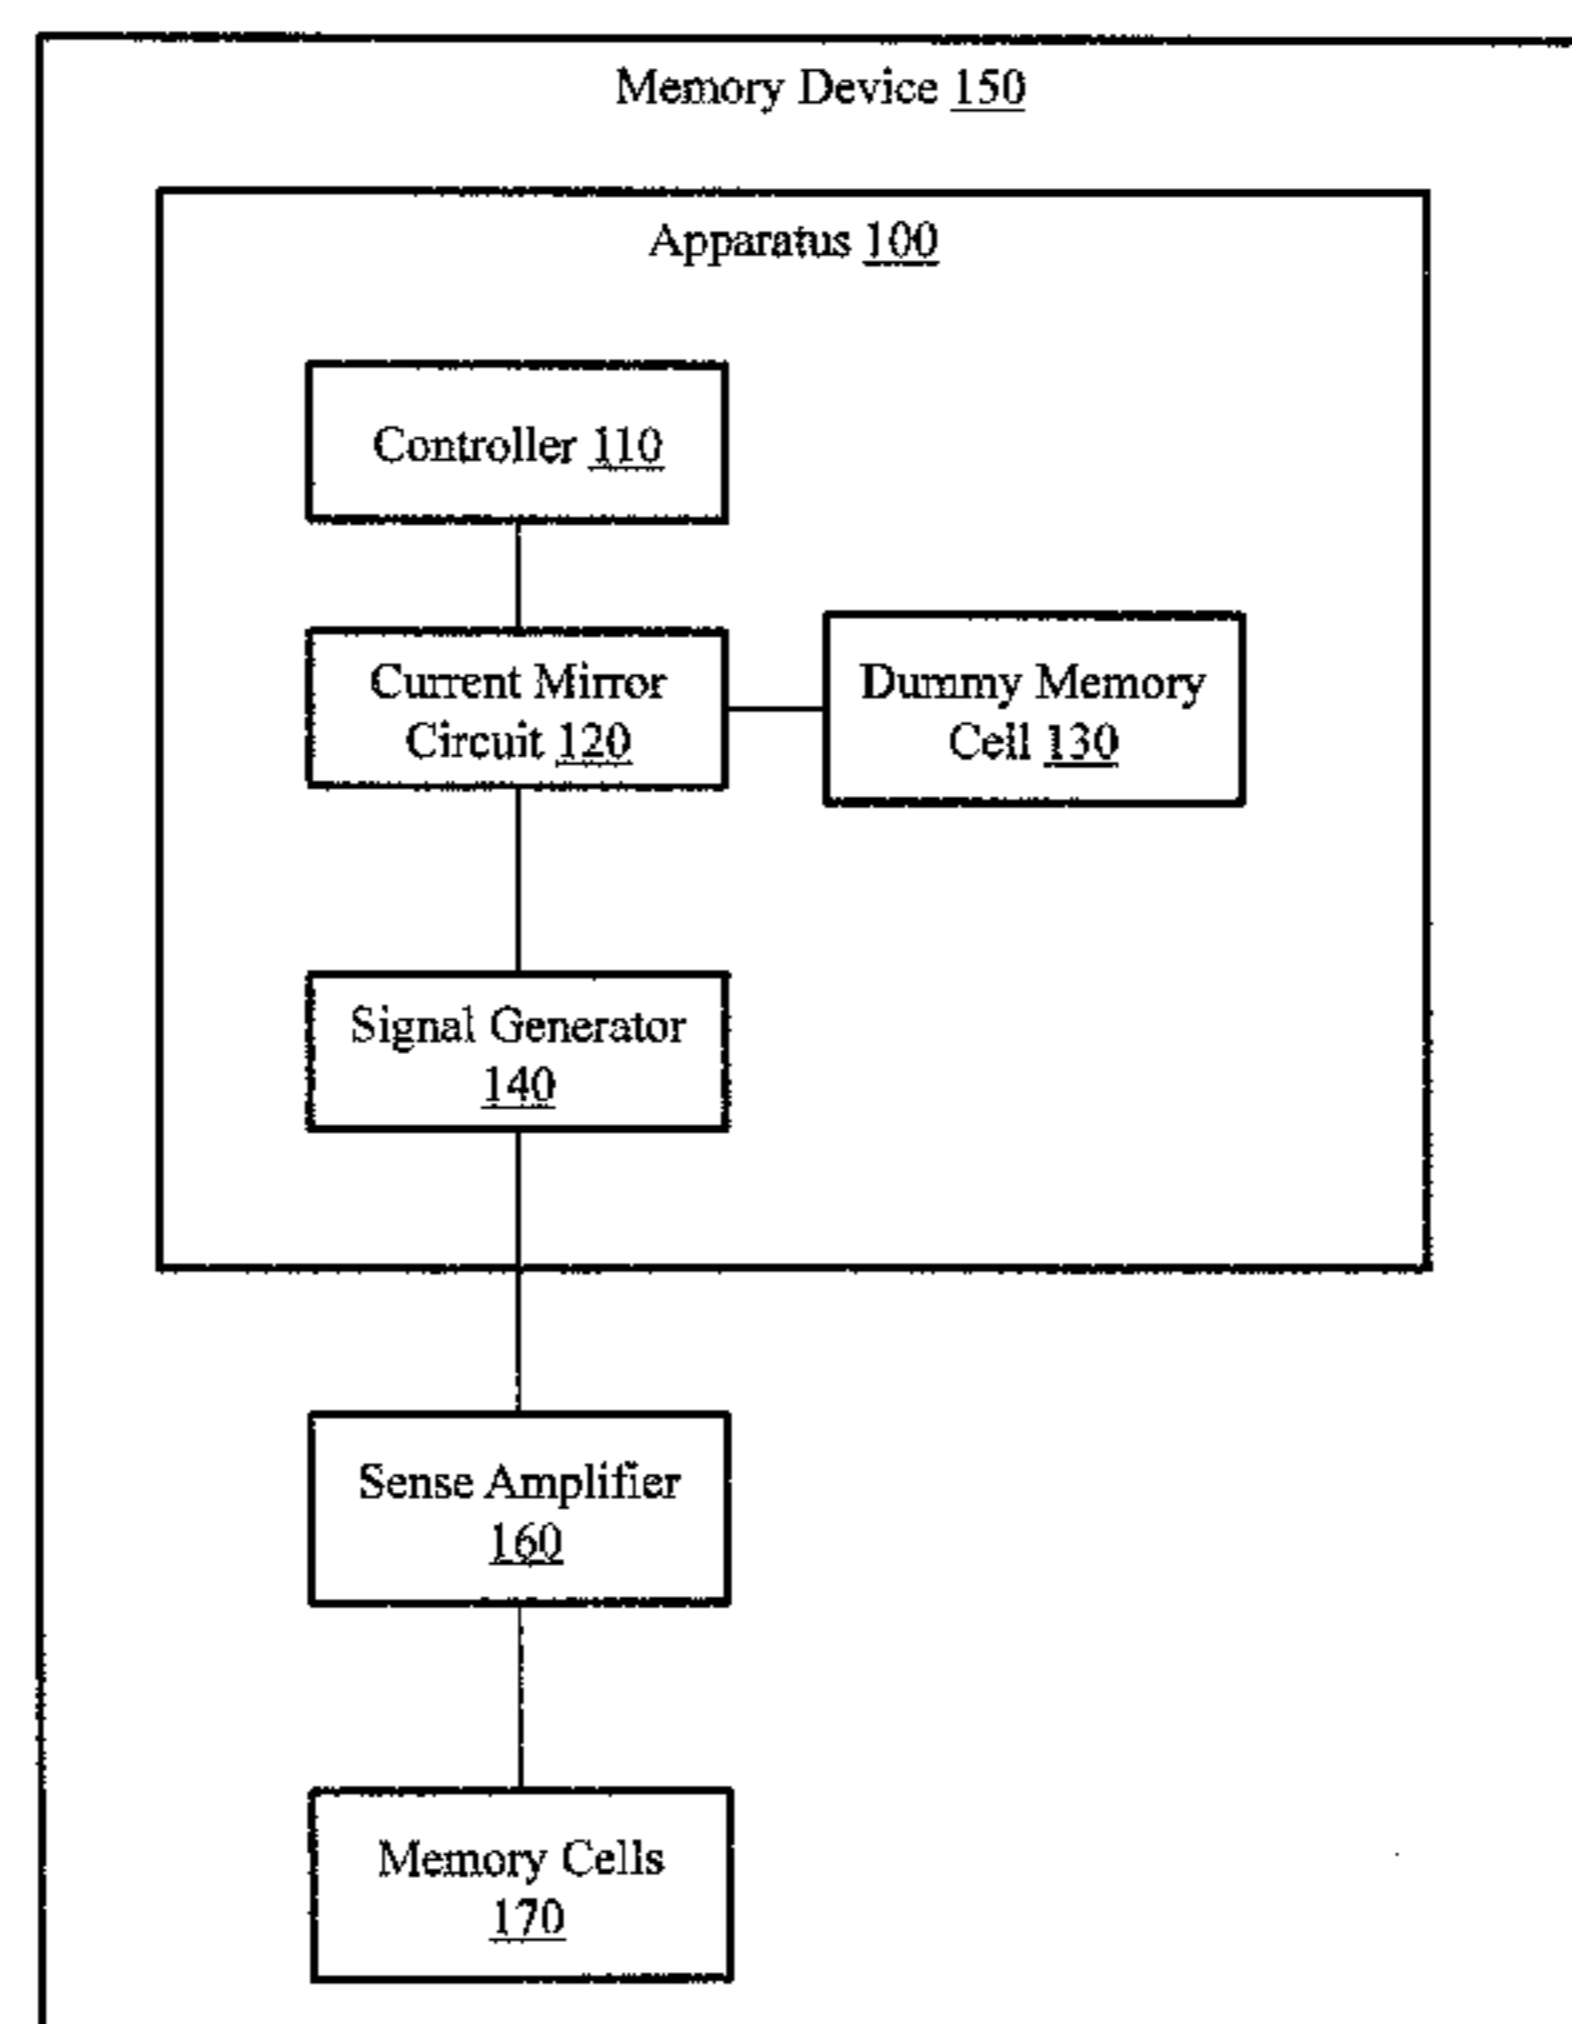 Memory Device 150
Apparatus 100
Controller 110
Current Mirror
Circuit 120
Dummy Memory
Cell 130
Signal Generator
140
Sense Amplifier
160
Memory Cells
170